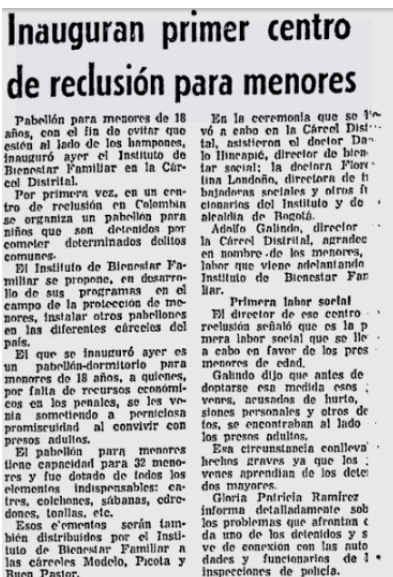 Inauguran primer centro
de reclusión para menores
Pabellón para menores de 18
años, con el fin de evitar que
estén al lado de los hampones,
inauguró ayer el Instituto de
Bienestar Familiar en la Cár-
cel Distrital.
Por primera vez, en un cen-
tro de reclusión en Colombia
se organiza un pabellón para
niños que son detenidos por
cometer determinados delitos
comunes.
El Instituto de Bienestar Fa-
miliar se propone, en desarro-
llo de sus programas en el
campo de la protección de me-
nores, instalar otros pabellones
en las diferentes cárceles del
país.
El que se inauguró ayer es
un pabellón-dormitorio para
menores de 18 años, a quienes,
por falta de recursos económi-
cos en los penales, se les ve-
nía sometiendo a perniciosa
promiscuidad al convivir con
presos adultos.
El pabellón para menores
tiene capacidad para 32 meno-
res y fue dotado de todos los
elementos indispensables: ca-
tres, colchones, sábanas, edre-
dones, toallas, etc.
Esos elementos serán tam-
bién distribuidos por el Insti-
tuto de Bienestar Familiar a
las cárceles Modelo, Picota y
Buen Pastor.
En la ceremonia que se
vó a cabo en la Cárcel Dist
tal, asistieron el doctor Da
lo Hincapié, director de bien
tar social: la doctora Flor
tina Londoño, directora de t
bajadoras sociales y otros f
cionarios del Instituto y de
alcaldía de Bogotá.
Adolfo Galindo, director
la Cárcel Distrital, agradec
en nombre de los menores,
labor que viene adelantando
Instituto de Bienestar Fam
liar.
Primera labor social
El director de ese centro
reclusión señaló que es la p
mera labor social que se lle
a cabo en favor de los pres
menores de edad.
Galindo dijo que antes de
doptarse esa medida esos
venes, acusados de hurto,
siones personales y otros de
tos, se encontraban al lado
los presos adultos.
Esa circunstancia conlleva
hechos graves ya que los
venes aprendían de los dete
dos mayores.
Gloria Patricia Ramírez
informa detalladamente sob
los problemas que afrontan c
da uno de los detenidos y s
ve de conexión con las auto
dades y funcionarios de
inspecciones de policía.